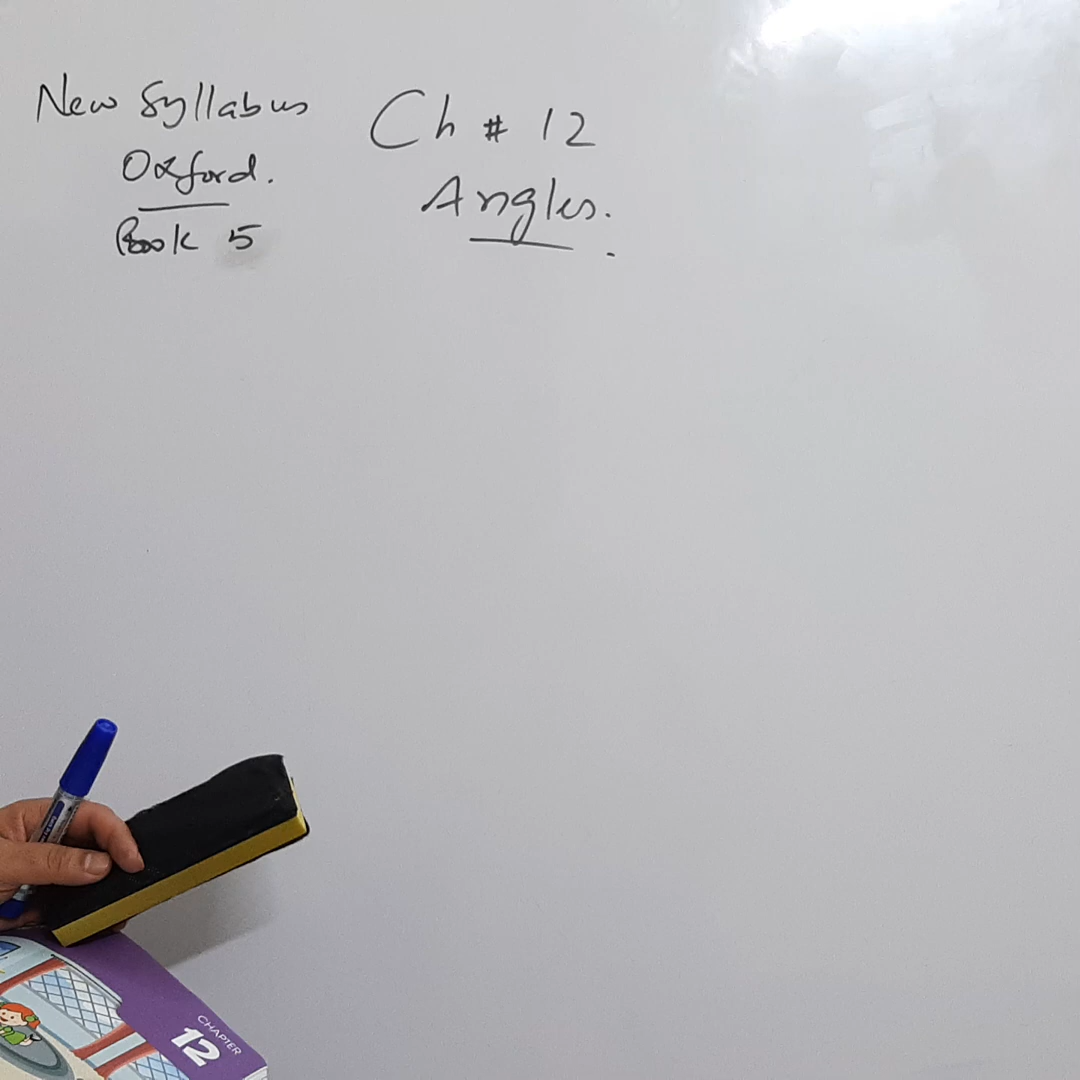 New Syllabus
Oxford.
Book 5
Ch # 12
Angles.
CHAPTER
12